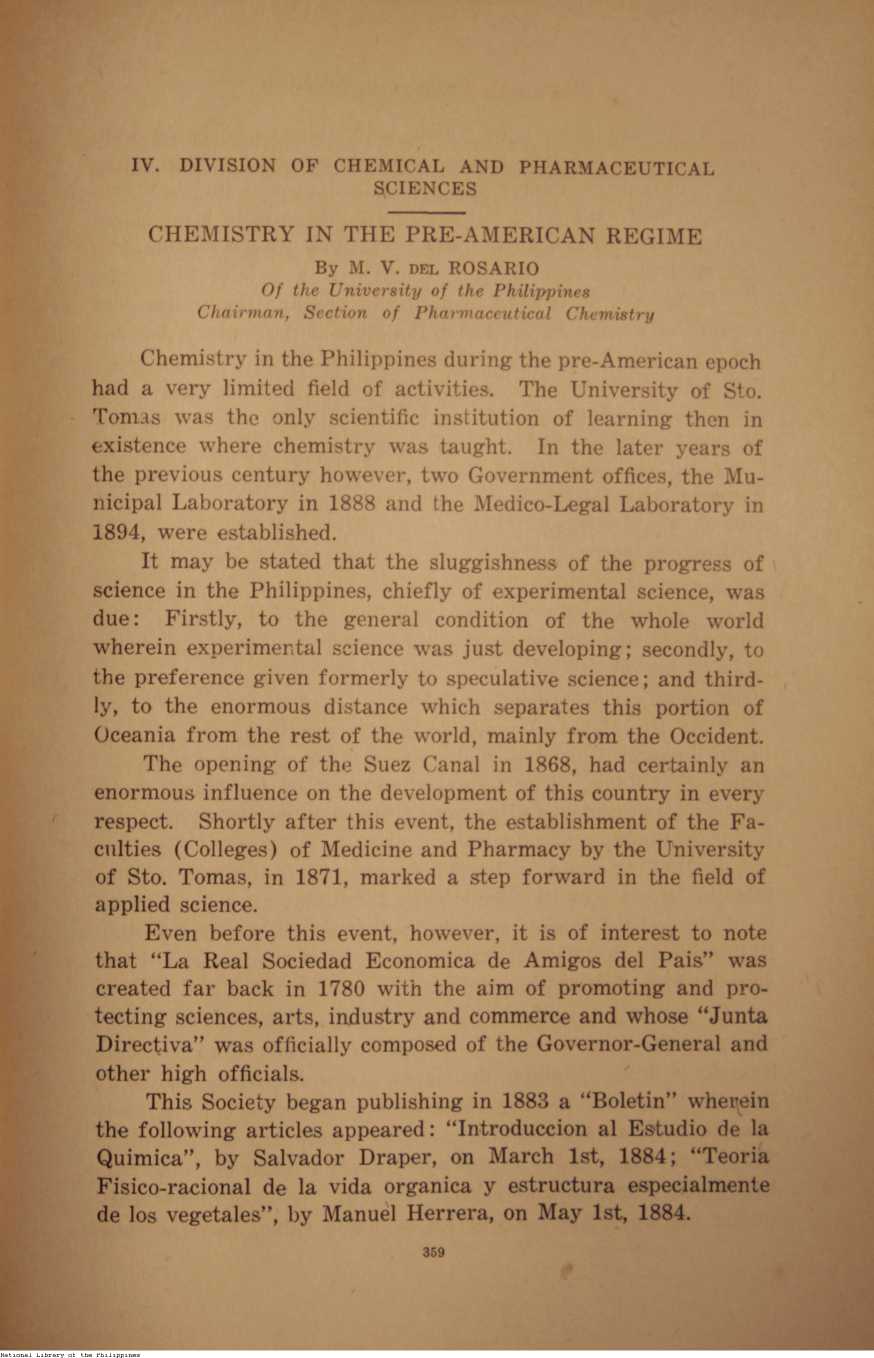 IV. DIVISION OF CHEMICAL AND PHARMACEUTICAL
SCIENCES
CHEMISTRY IN THE PRE-AMERICAN REGIME
By M. V. DEL ROSARIO
Of the University of the Philippines
Chairman, Section of Pharmaceutical Chemistry
Chemistry in the Philippines during the pre-American epoch
had a very limited field of activities. The University of Sto.
Tomas was the only scientific institution of learning then in
existence where chemistry was taught. In the later years of
the previous century however, two Government offices, the Mu-
nicipal Laboratory in 1888 and the Medico-Legal Laboratory in
1894, were established.
It may be stated that the sluggishness of the progress of
science in the Philippines, chiefly of experimental science, was
due: Firstly, to the general condition of the whole world
wherein experimental science was just developing; secondly, to
the preference given formerly to speculative science; and third-
ly, to the enormous distance which separates this portion of
Oceania from the rest of the world, mainly from the Occident.
The opening of the Suez Canal in 1868, had certainly an
enormous influence on the development of this country in every
respect. Shortly after this event, the establishment of the Fa-
culties (Colleges) of Medicine and Pharmacy by the University
of Sto. Tomas, in 1871, marked a step forward in the field of
applied science.
Even before this event, however, it is of interest to note
that "La Real Sociedad Economica de Amigos del Pais" was
created far back in 1780 with the aim of promoting and pro-
tecting sciences, arts, industry and commerce and whose "Junta
Directiva" was officially composed of the Governor-General and
other high officials.
This Society began publishing in 1883 a "Boletin" wherein
the following articles appeared: "Introduccion al Estudio de la
Quimica", by Salvador Draper, on March 1st, 1884; "Teoria
Fisico-racional de la vida organica y estructura especialmente
de los vegetales", by Manuel Herrera, on May 1st, 1884.
359
National Library of the Philippines